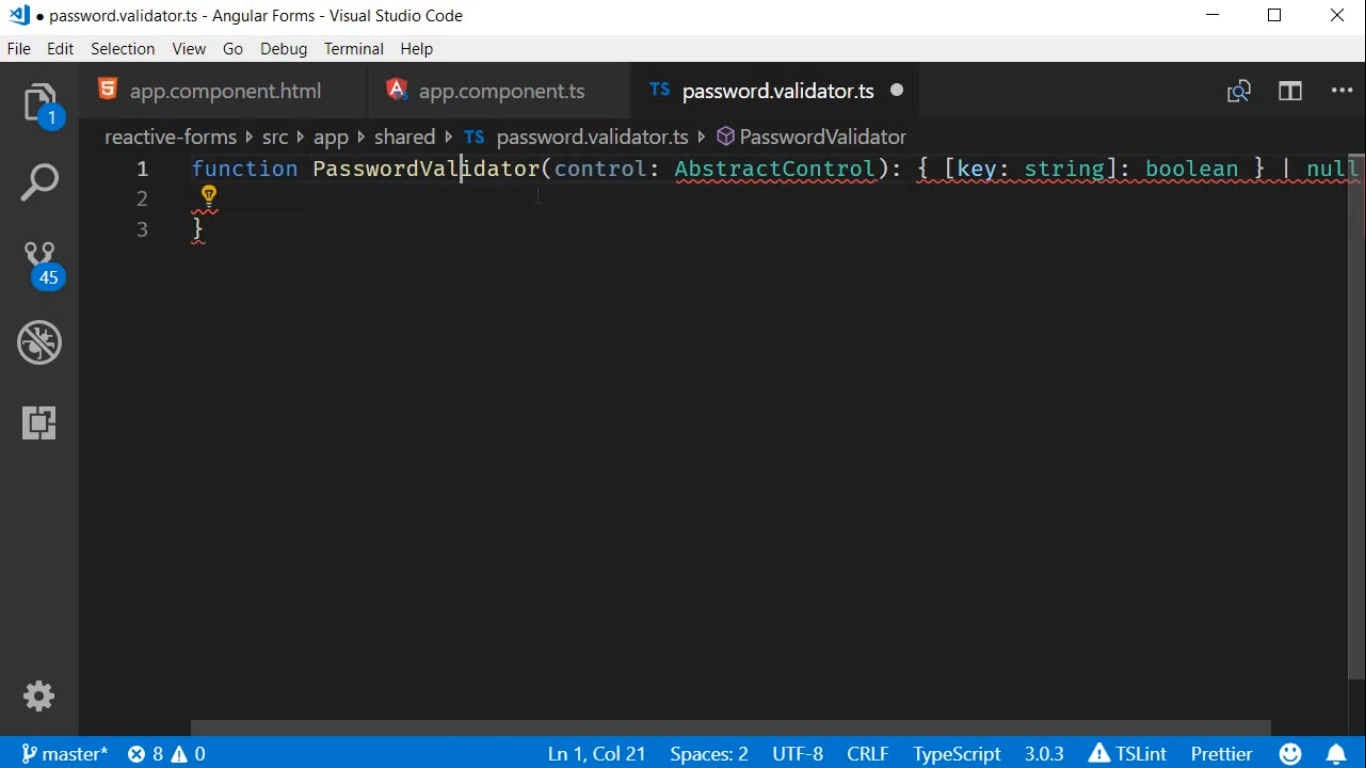 ● password.validator.ts - Angular Forms - Visual Studio Code
File Edit Selection View Go Debug Terminal Help
1
5 app.component.html
A app.component.ts
TS password.validator.ts ●
reactive-forms src app shared TS password.validator.ts PasswordValidator
1 function PasswordValidator(control: AbstractControl): { [key: string]: boolean } | null
2
3 }
45
master* 8 0 Ln 1, Col 21 Spaces: 2 UTF-8 CRLF TypeScript 3.0.3 TSLint Prettier